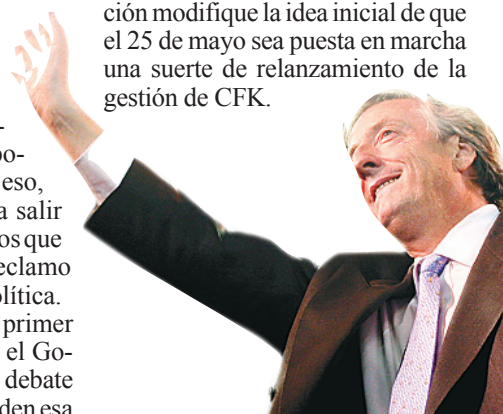 ción modifique la idea inicial de que
el 25 de mayo sea puesta en marcha
una suerte de relanzamiento de la
gestión de CFK.
-
po-
eso,
a salir
os que
eclamo
lítica.
primer
el Go-
debate
den esa